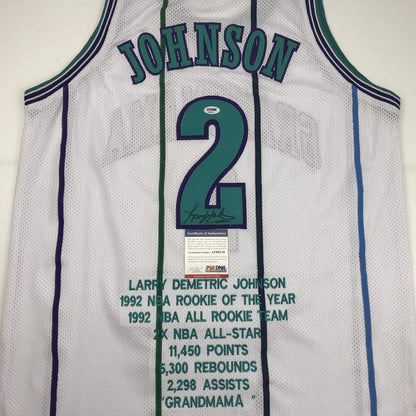 JOHNSON
2
PSA/DNA
LARRY DEMETRIC JOHNSON
1992 NBA ROOKIE OF THE YEAR
1992 NBA ALL ROOKIE TEAM
2X NBA ALL-STAR
11,450 POINTS
5,300 REBOUNDS
2,298 ASSISTS
"GRANDMAMA"